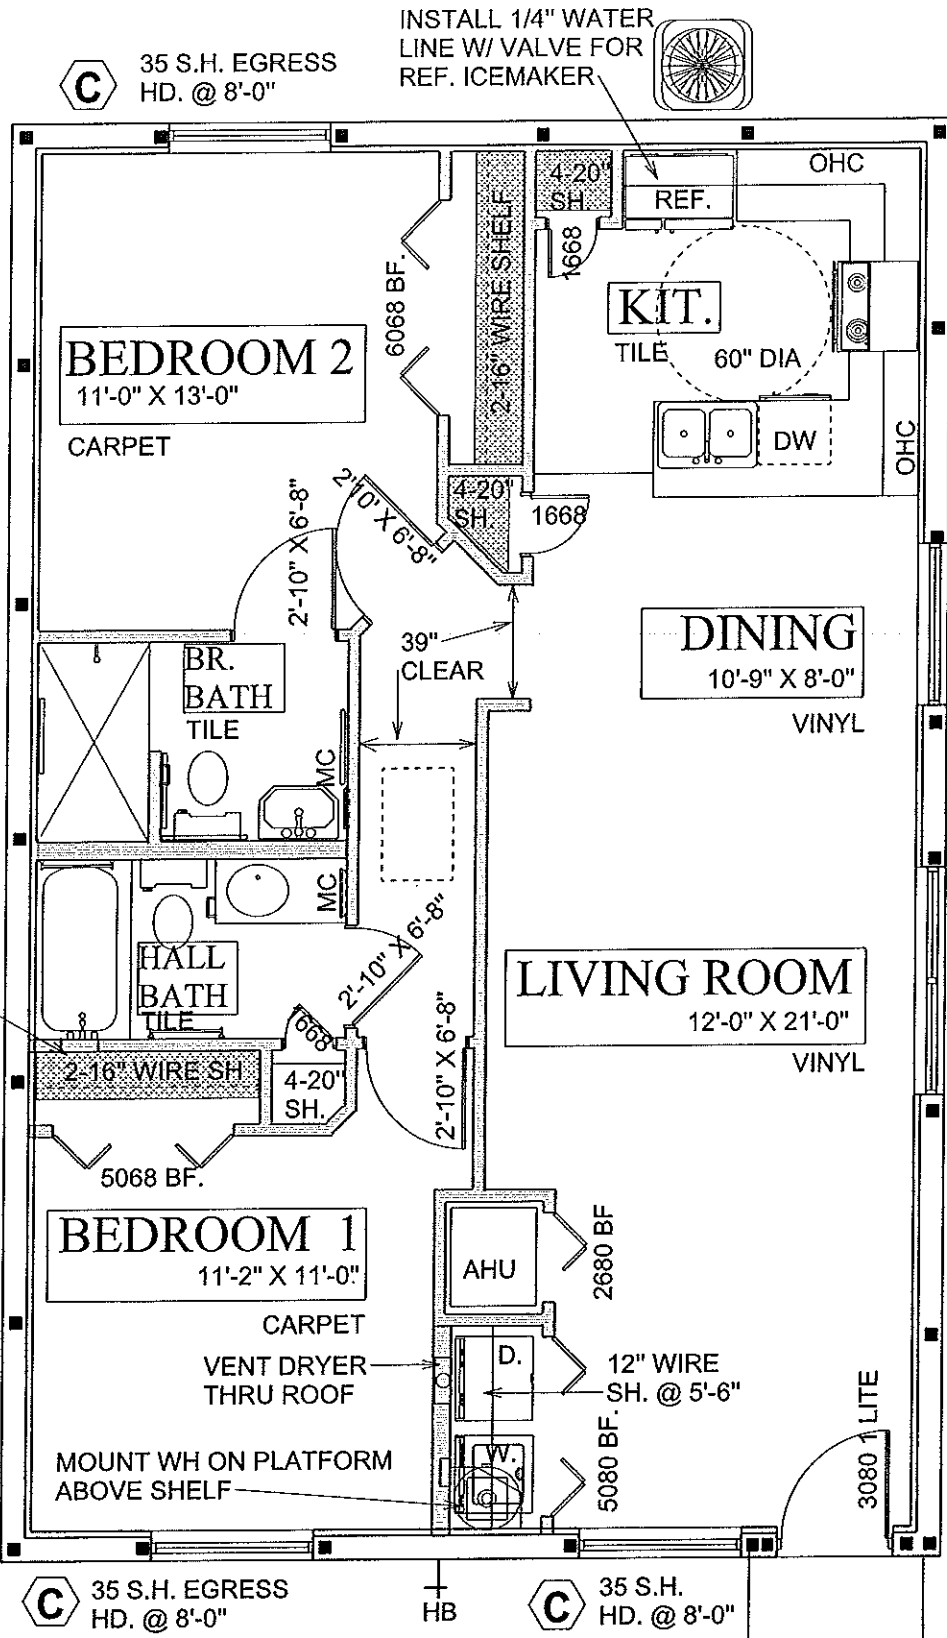 INSTALL 1/4" WATER
LINE W/ VALVE FOR
REF. ICEMAKER
C
35 S.H. EGRESS
HD. @ 8'-0"
OHC
4-20"
SH.
REF.
1668
2-16" WIRE SHELF
6068 BF.
KIT.
TILE
60" DIA
BEDROOM 2
11'-0" X 13'-0"
CARPET
DW
OHC
4-20"
SH.
1668
2'10' X 6'-8"
2'-10" X 6'-8"
39"
CLEAR
DINING
10'-9" X 8'-0"
VINYL
BR.
BATH
TILE
MC
MC
HALL
BATH
TILE
2'-10" X 6'-8"
LIVING ROOM
12'-0" X 21'-0"
VINYL
1668
2'-10" X 6'-8"
2-16" WIRE SH
4-20"
SH.
5068 BF.
BEDROOM 1
11'-2" X 11'-0"
CARPET
AHU
2680 BF
VENT DRYER
THRU ROOF
D.
12" WIRE
SH. @ 5'-6"
MOUNT WH ON PLATFORM
ABOVE SHELF
W.
5080 BF.
3080 1 LITE
C
35 S.H. EGRESS
HD. @ 8'-0"
HB
C
35 S.H.
HD. @ 8'-0"